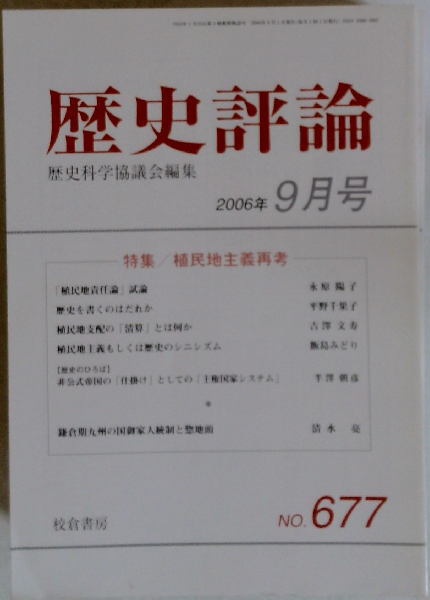 歴史評論
歴史科学協議会編集
2006年 9月号
特集／植民地主義再考
「植民地責任論」試論 永原陽子
歴史を書くのはだれか 平野千果子
植民地支配の「清算」とは何か 吉澤文寿
植民地主義もしくは歴史のシニシズム 飯島みどり
[歴史のひろば]
非公式帝国の「仕掛け」としての「主権国家システム」 半澤朝彦
*
鎌倉期九州の国御家人統制と惣地頭 清水亮
校倉書房 NO.677